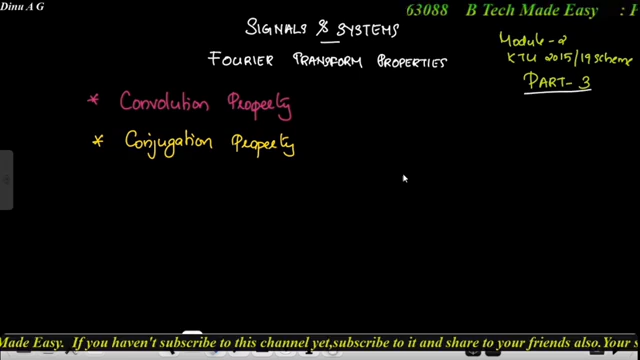 Dinu A G
63088 B Tech Made Easy : H
SIGNALS & SYSTEMS
FOURIER TRANSFORM PROPERTIES
Module-2
KTU 2015/19 scheme
PART-3
* Convolution Property
* Conjugation Property
Made Easy. If you haven't subscribe to this channel yet,subscribe to it and share to your friends also.Your s